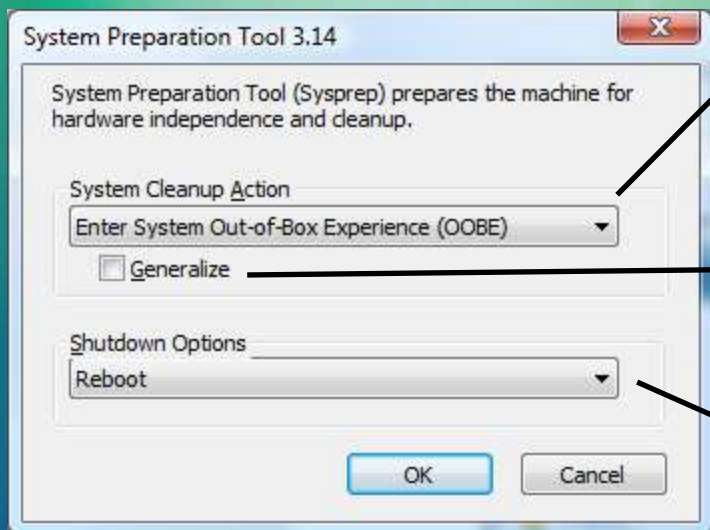 System Preparation Tool 3.14
System Preparation Tool (Sysprep) prepares the machine for
hardware independence and cleanup.
System Cleanup Action
Enter System Out-of-Box Experience (OOBE)
Generalize
Shutdown Options
Reboot
OK
Cancel